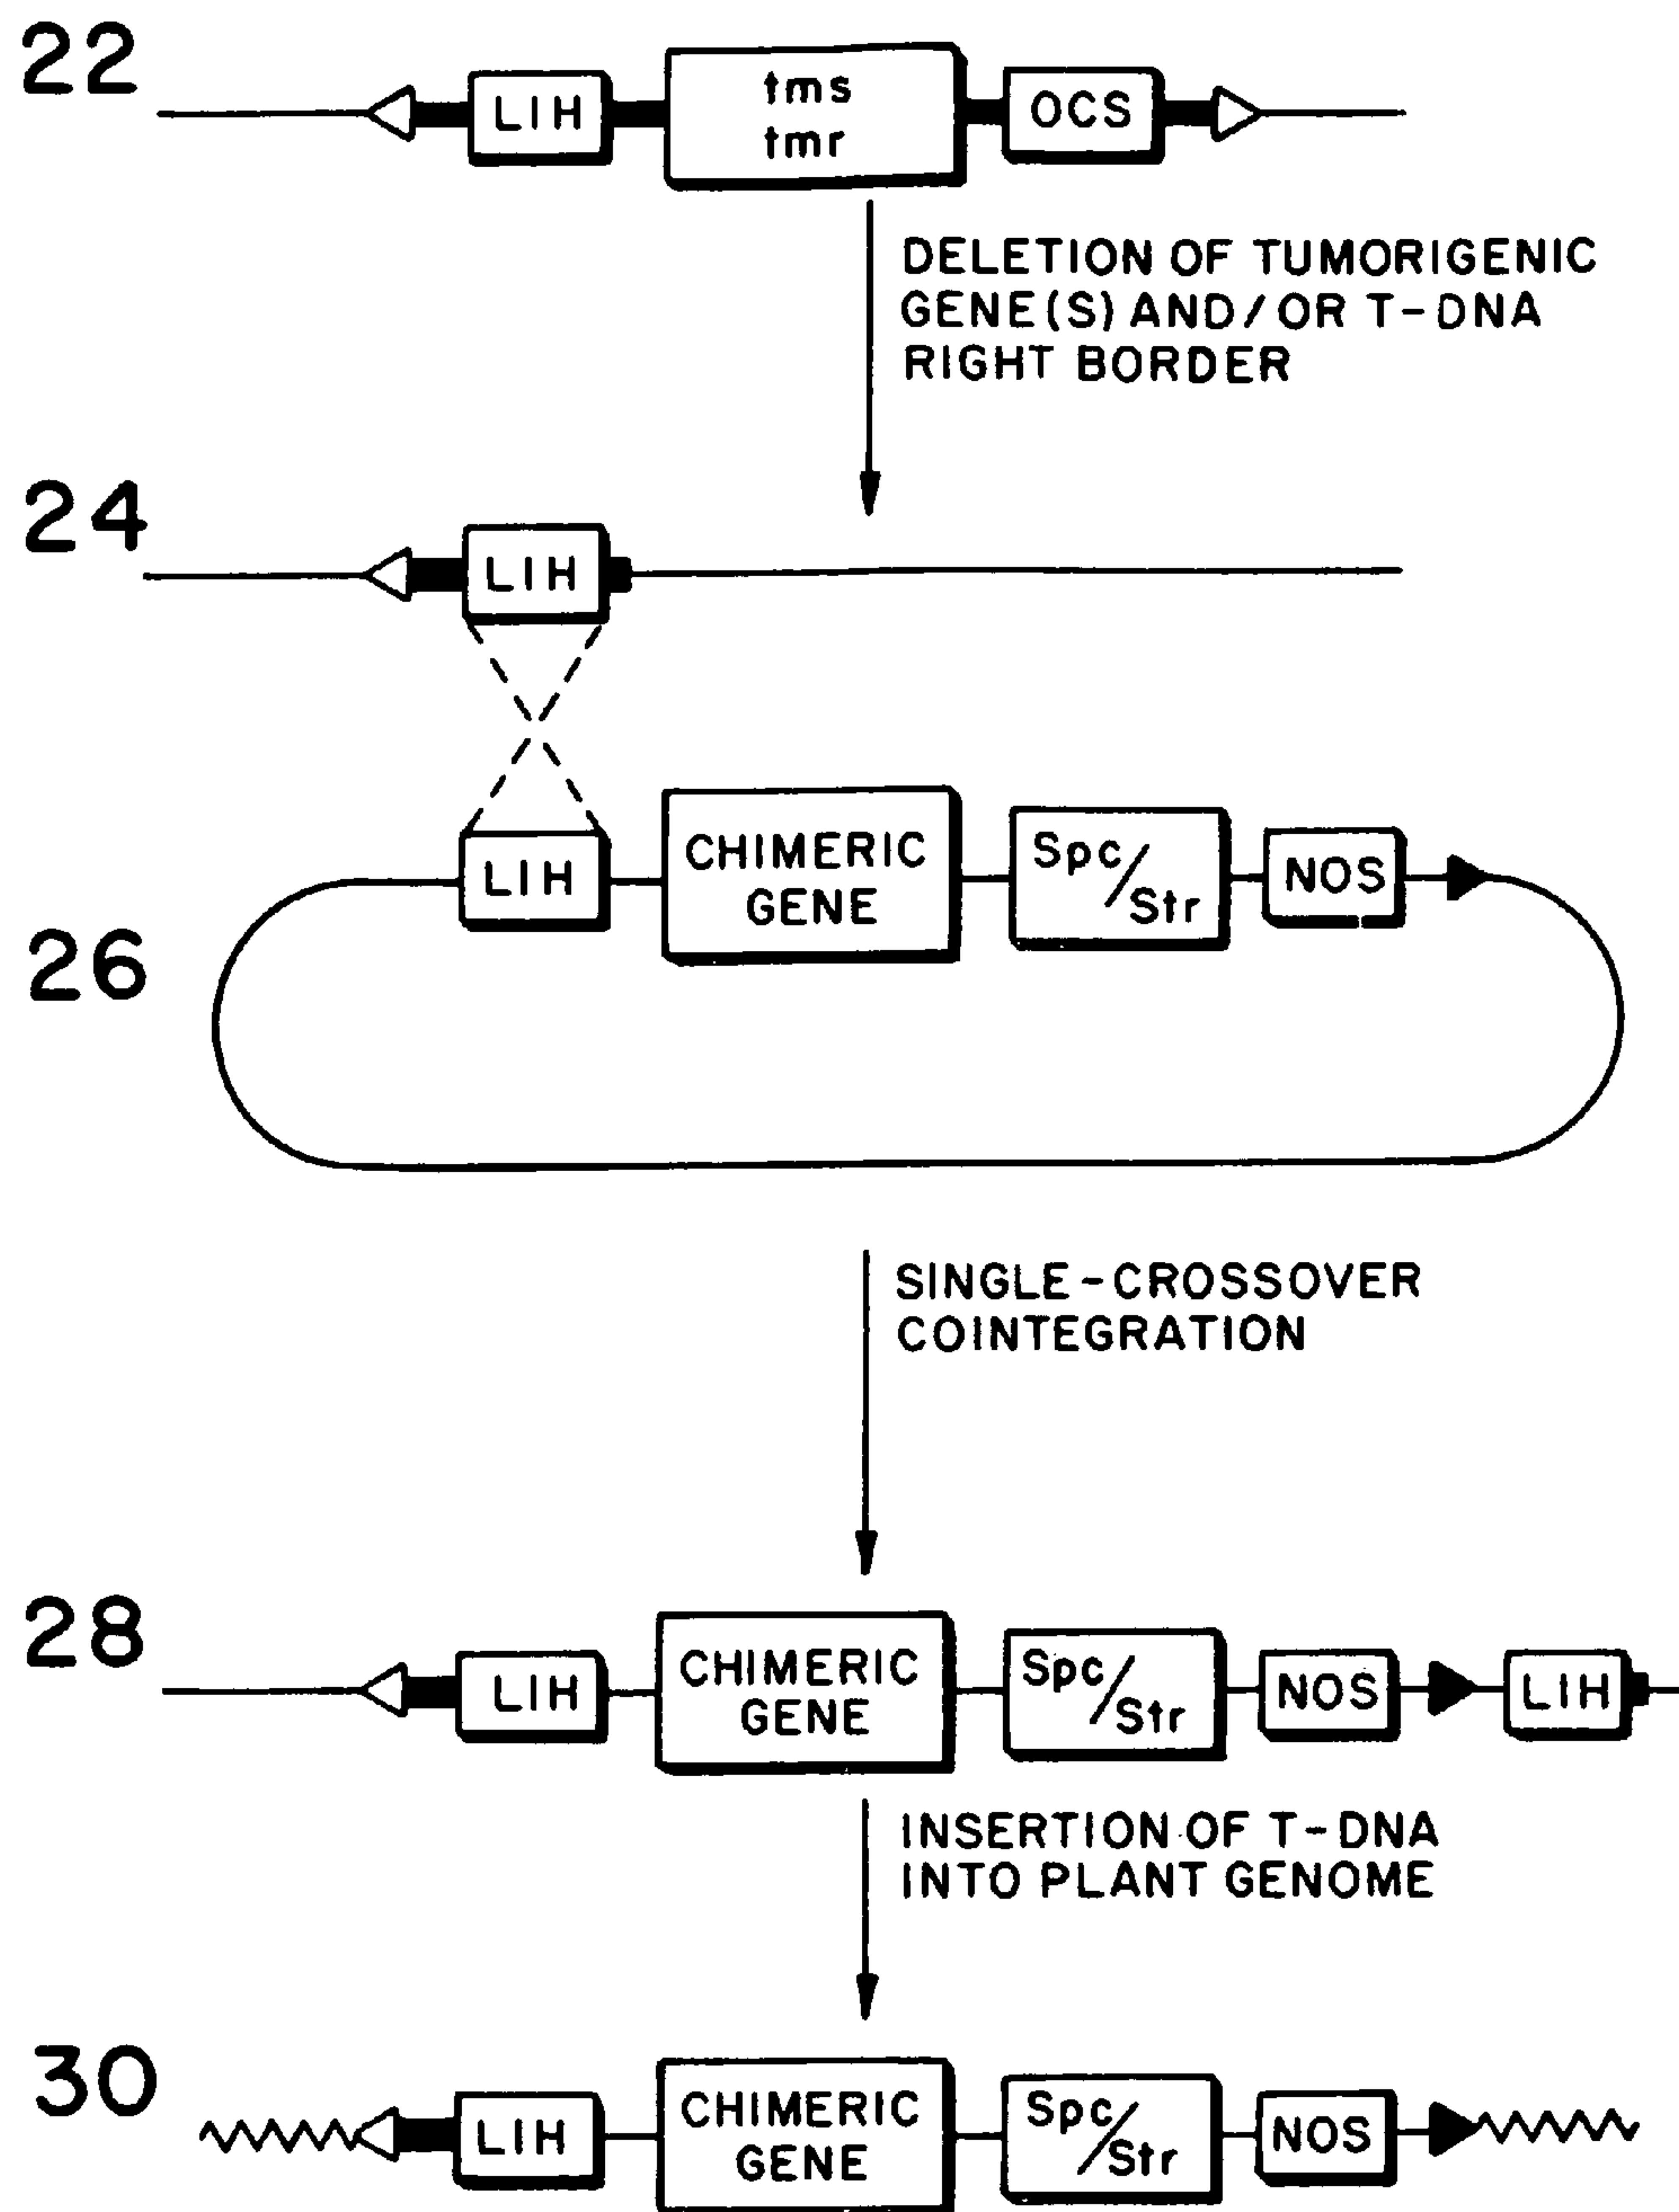 22
LIH
tms
tmr
OCS
DELETION OF TUMORIGENIC
GENE(S) AND/OR T-DNA
RIGHT BORDER
24
LIH
26
LIH
CHIMERIC
GENE
Spc/
Str
NOS
SINGLE-CROSSOVER
COINTEGRATION
28
LIH
CHIMERIC
GENE
Spc/
Str
NOS
LIH
INSERTION OF T-DNA
INTO PLANT GENOME
30
LIH
CHIMERIC
GENE
Spc/
Str
NOS